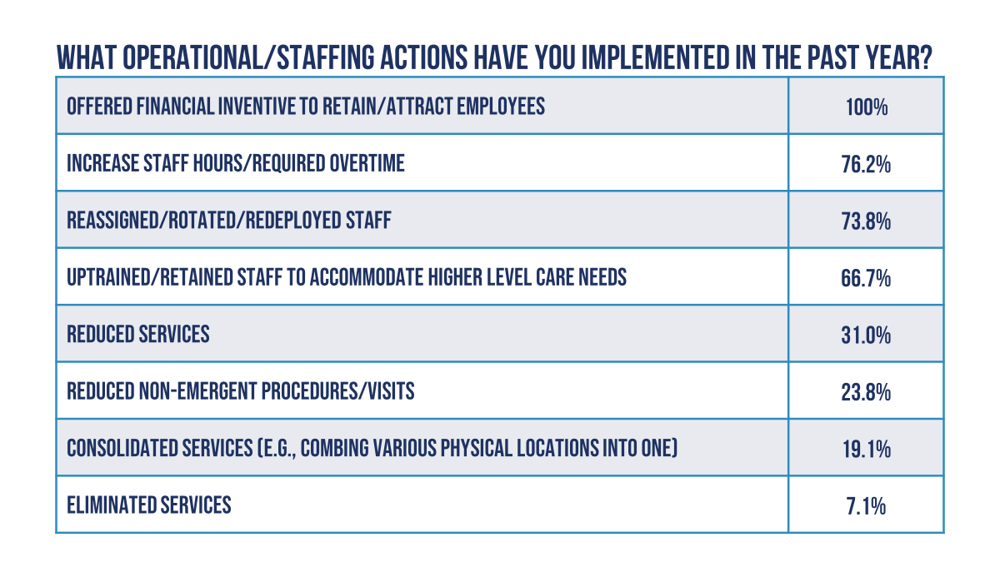 WHAT OPERATIONAL/STAFFING ACTIONS HAVE YOU IMPLEMENTED IN THE PAST YEAR?
OFFERED FINANCIAL INVENTIVE TO RETAIN/ATTRACT EMPLOYEES 100%
INCREASE STAFF HOURS/REQUIRED OVERTIME 76.2%
REASSIGNED/ROTATED/REDEPLOYED STAFF 73.8%
UPTRAINED/RETAINED STAFF TO ACCOMMODATE HIGHER LEVEL CARE NEEDS 66.7%
REDUCED SERVICES 31.0%
REDUCED NON-EMERGENT PROCEDURES/VISITS 23.8%
CONSOLIDATED SERVICES (E.G., COMBING VARIOUS PHYSICAL LOCATIONS INTO ONE) 19.1%
ELIMINATED SERVICES 7.1%